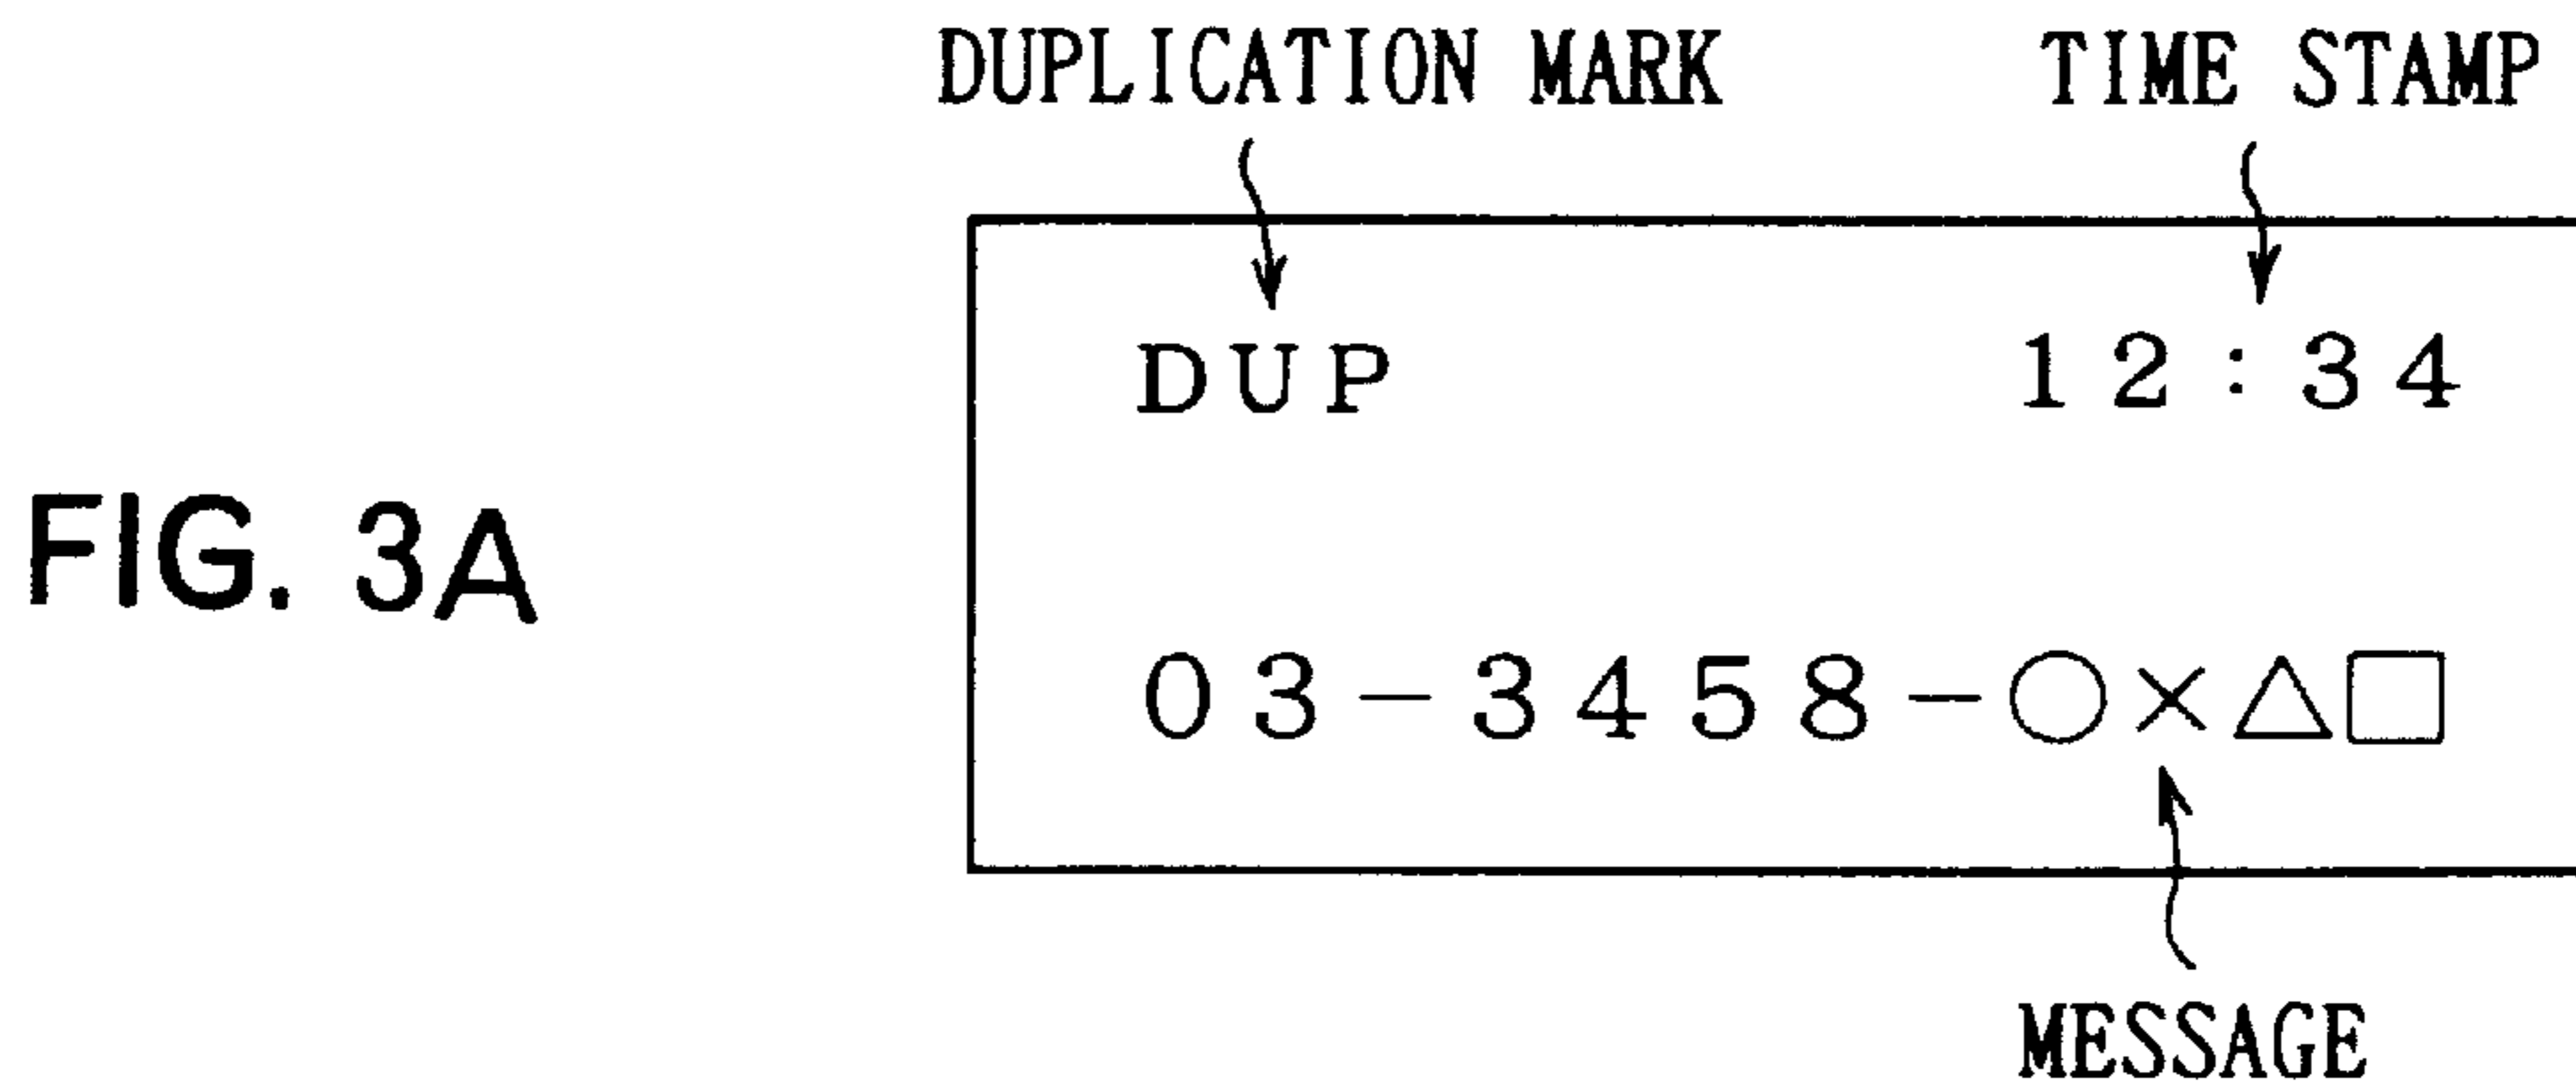 DUPLICATION MARK TIME STAMP
DUP 12:34
FIG. 3A
03-3458-○×△□
MESSAGE